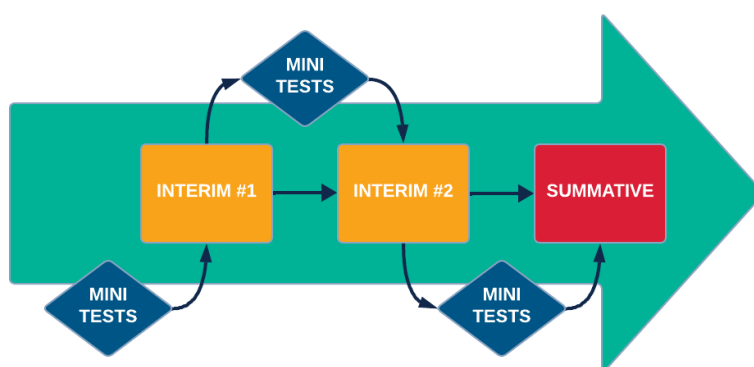 MINI
TESTS
INTERIM #1
INTERIM #2
SUMMATIVE
MINI
TESTS
MINI
TESTS